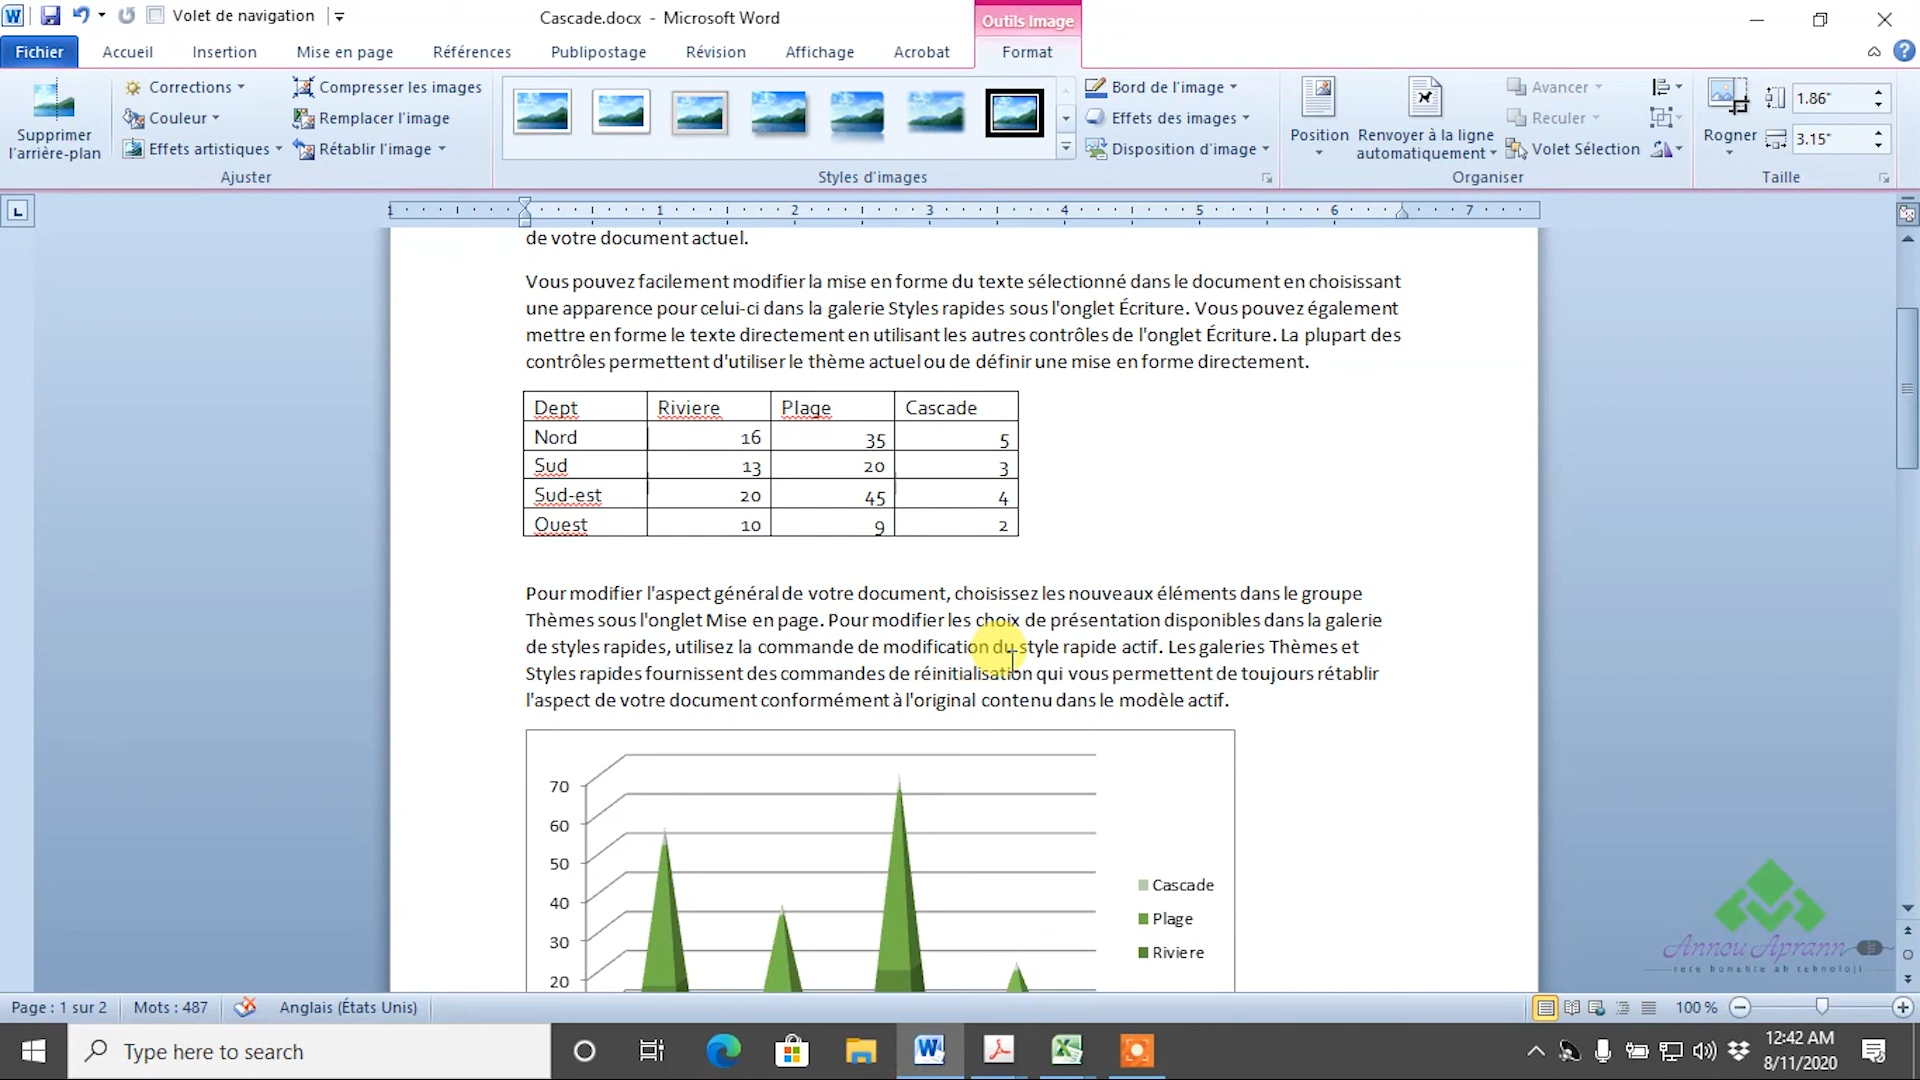 Volet de navigation
Cascade.docx - Microsoft Word
Outils Image
Fichier
Accueil
Insertion
Mise en page
Références
Publipostage
Révision
Affichage
Acrobat
Format
Supprimer
l'arrière-plan
Corrections
Couleur
Effets artistiques
Compresser les images
Remplacer l'image
Rétablir l'image
Ajuster
Styles d'images
Bord de l'image
Effets des images
Disposition d'image
Position
Renvoyer à la ligne
automatiquement
Avancer
Reculer
Volet Sélection
Organiser
Rogner
1.86"
3.15"
Taille
1 1 2 3 4 5 6 7
de votre document actuel.
Vous pouvez facilement modifier la mise en forme du texte sélectionné dans le document en choisissant
une apparence pour celui-ci dans la galerie Styles rapides sous l'onglet Écriture. Vous pouvez également
mettre en forme le texte directement en utilisant les autres contrôles de l'onglet Écriture. La plupart des
contrôles permettent d'utiliser le thème actuel ou de définir une mise en forme directement.
Dept Riviere Plage Cascade
Nord 16 35 5
Sud 13 20 3
Sud-est 20 45 4
Ouest 10 9 2
Pour modifier l'aspect général de votre document, choisissez les nouveaux éléments dans le groupe
Thèmes sous l'onglet Mise en page. Pour modifier les choix de présentation disponibles dans la galerie
de styles rapides, utilisez la commande de modification du style rapide actif. Les galeries Thèmes et
Styles rapides fournissent des commandes de réinitialisation qui vous permettent de toujours rétablir
l'aspect de votre document conformément à l'original contenu dans le modèle actif.
70
60
50
40
30
20
Cascade
Plage
Riviere
Annou Aprann
rete konekte ak teknoloji
Page : 1 sur 2
Mots : 487
Anglais (États Unis)
100 %
Type here to search
12:42 AM
8/11/2020